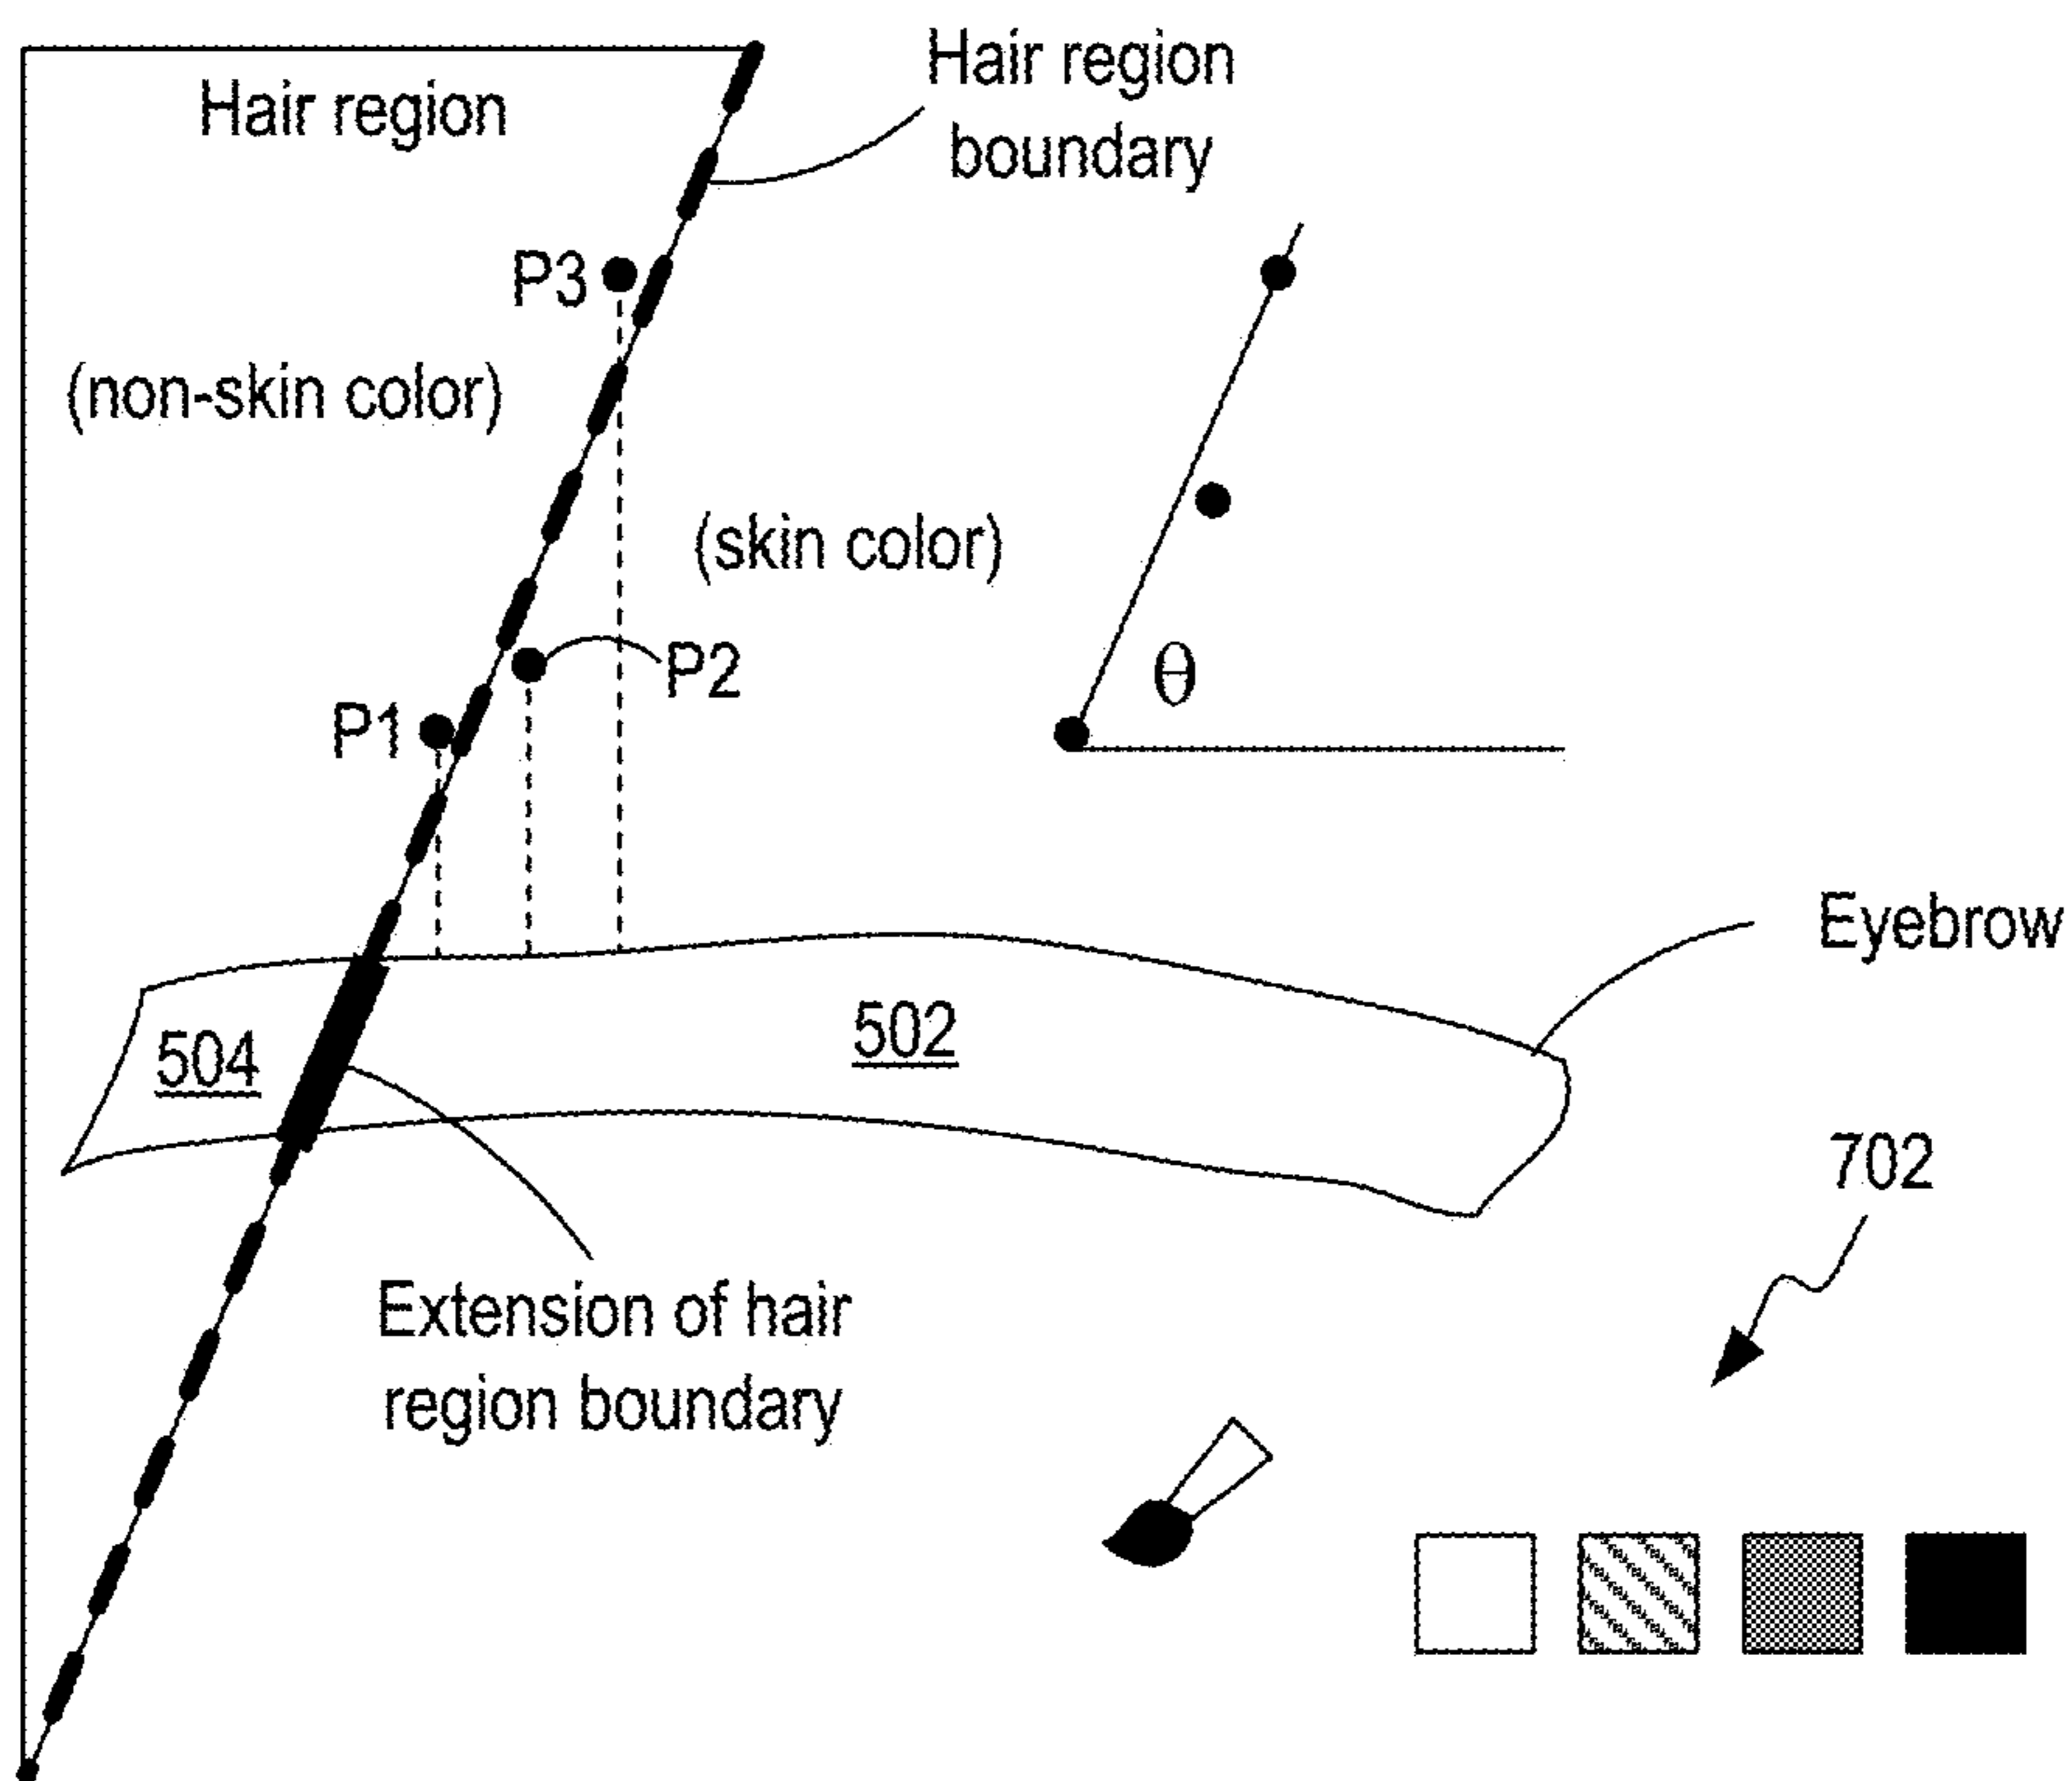 Hair region
Hair region
boundary
P3
(non-skin color)
(skin color)
P2
P1
θ
Eyebrow
502
504
702
Extension of hair
region boundary